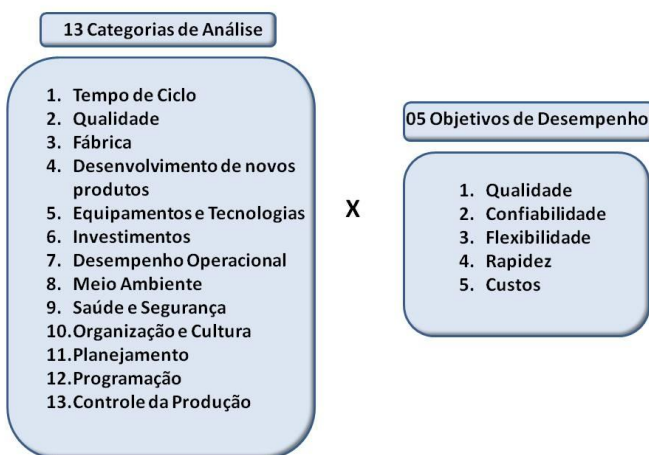 13 Categorias de Análise
1. Tempo de Ciclo
2. Qualidade
3. Fábrica
4. Desenvolvimento de novos
produtos
5. Equipamentos e Tecnologias
6. Investimentos
7. Desempenho Operacional
8. Meio Ambiente
9. Saúde e Segurança
10.Organização e Cultura
11.Planejamento
12.Programação
13.Controle da Produção
X
05 Objetivos de Desempenho
1. Qualidade
2. Confiabilidade
3. Flexibilidade
4. Rapidez
5. Custos